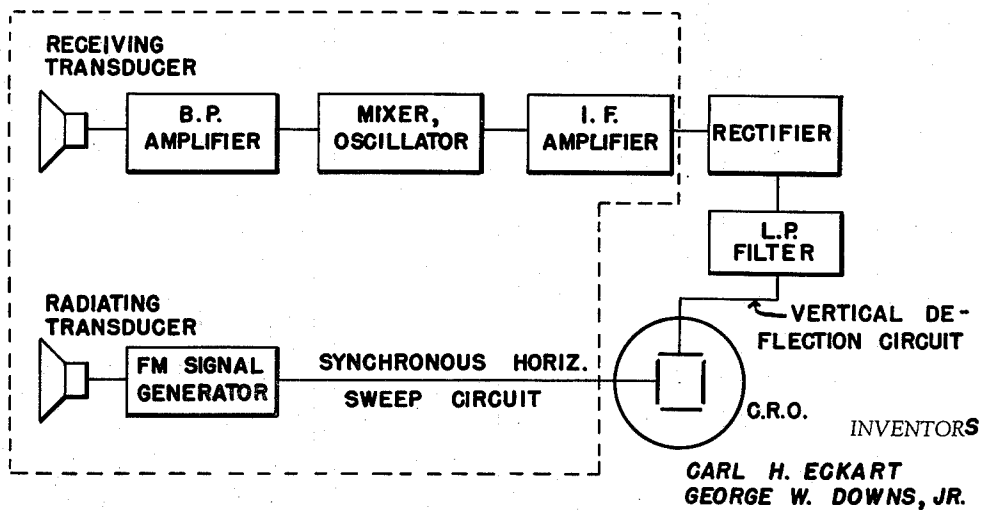 RECEIVING
TRANSDUCER
B.P.
AMPLIFIER
MIXER,
OSCILLATOR
I.F.
AMPLIFIER
RECTIFIER
L.P.
FILTER
VERTICAL DE-
FLECTION CIRCUIT
RADIATING
TRANSDUCER
FM SIGNAL
GENERATOR
SYNCHRONOUS HORIZ.
SWEEP CIRCUIT
C.R.O.
INVENTORS
CARL H. ECKART
GEORGE W. DOWNS, JR.